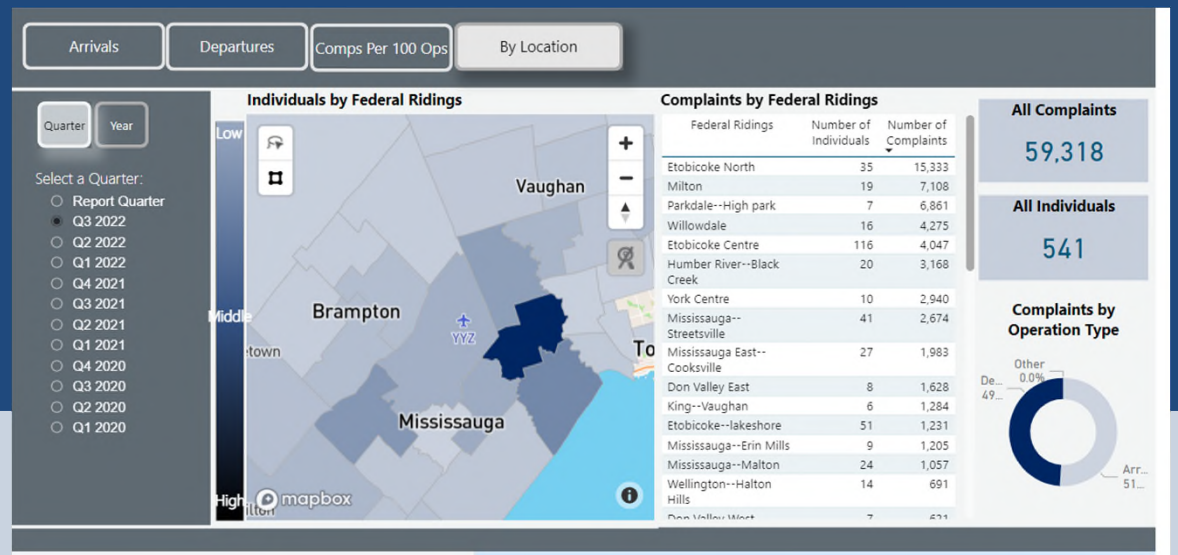 Arrivals
Departures
Comps Per 100 Ops
By Location
Quarter
Year
Select a Quarter:
Report Quarter
Q3 2022
Q2 2022
Q1 2022
Q4 2021
Q3 2021
Q2 2021
Q1 2021
Q4 2020
Q3 2020
Q2 2020
Q1 2020
Individuals by Federal Ridings
Low
Middle
High
Vaughan
Brampton
YYZ
town
To
Mississauga
mapbox
Complaints by Federal Ridings
Federal Ridings Number of Individuals Number of Complaints
Etobicoke North 35 15,333
Milton 19 7,108
Parkdale--High park 7 6,861
Willowdale 16 4,275
Etobicoke Centre 116 4,047
Humber River--Black 20 3,168
Creek
York Centre 10 2,940
Mississauga-- 41 2,674
Streetsville
Mississauga East-- 27 1,983
Cooksville
Don Valley East 8 1,628
King--Vaughan 6 1,284
Etobicoke--lakeshore 51 1,231
Mississauga--Erin Mills 9 1,205
Mississauga--Malton 24 1,057
Wellington--Halton 14 691
Hills
Don Valley West 7 621
All Complaints
59,318
All Individuals
541
Complaints by
Operation Type
Other
0.0%
De...
49...
Arr...
51...